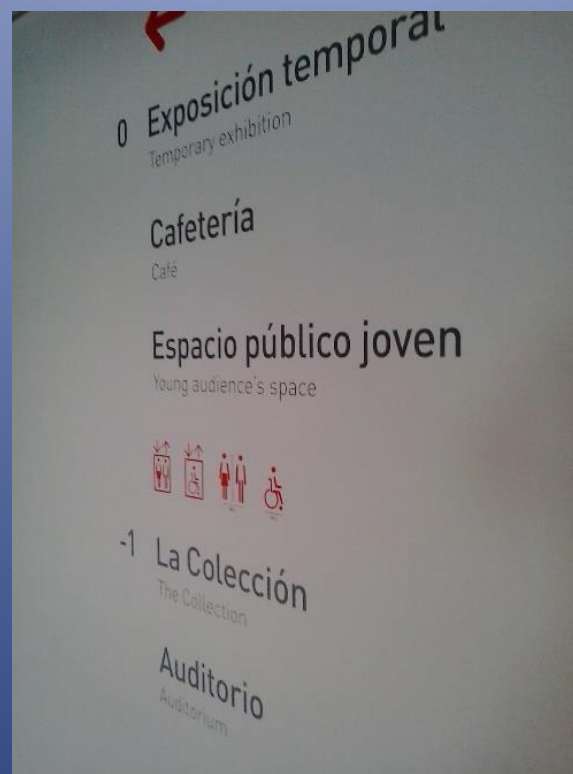 0 Exposición temporal
Temporary exhibition
Cafetería
Café
Espacio público joven
Young audience's space
-1 La Colección
The Collection
Auditorio
Auditorium